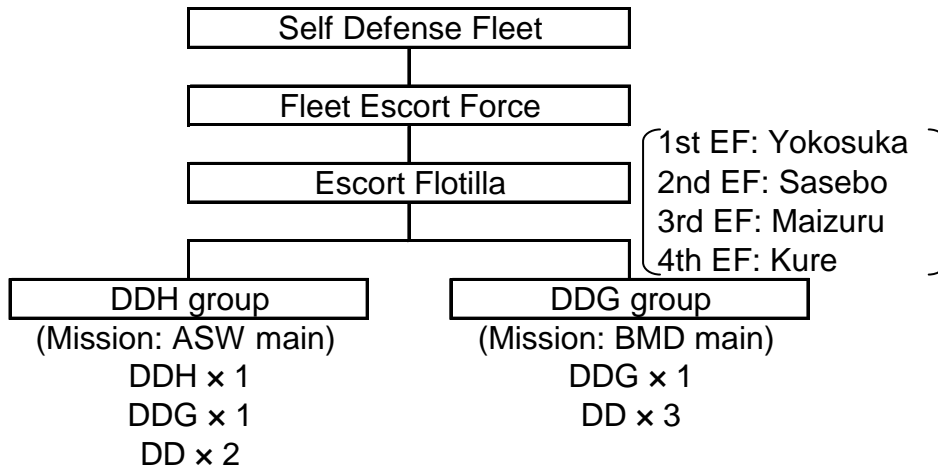 Self Defense Fleet
Fleet Escort Force
Escort Flotilla
1st EF: Yokosuka
2nd EF: Sasebo
3rd EF: Maizuru
4th EF: Kure
DDH group
(Mission: ASW main)
DDH × 1
DDG × 1
DD × 2
DDG group
(Mission: BMD main)
DDG × 1
DD × 3